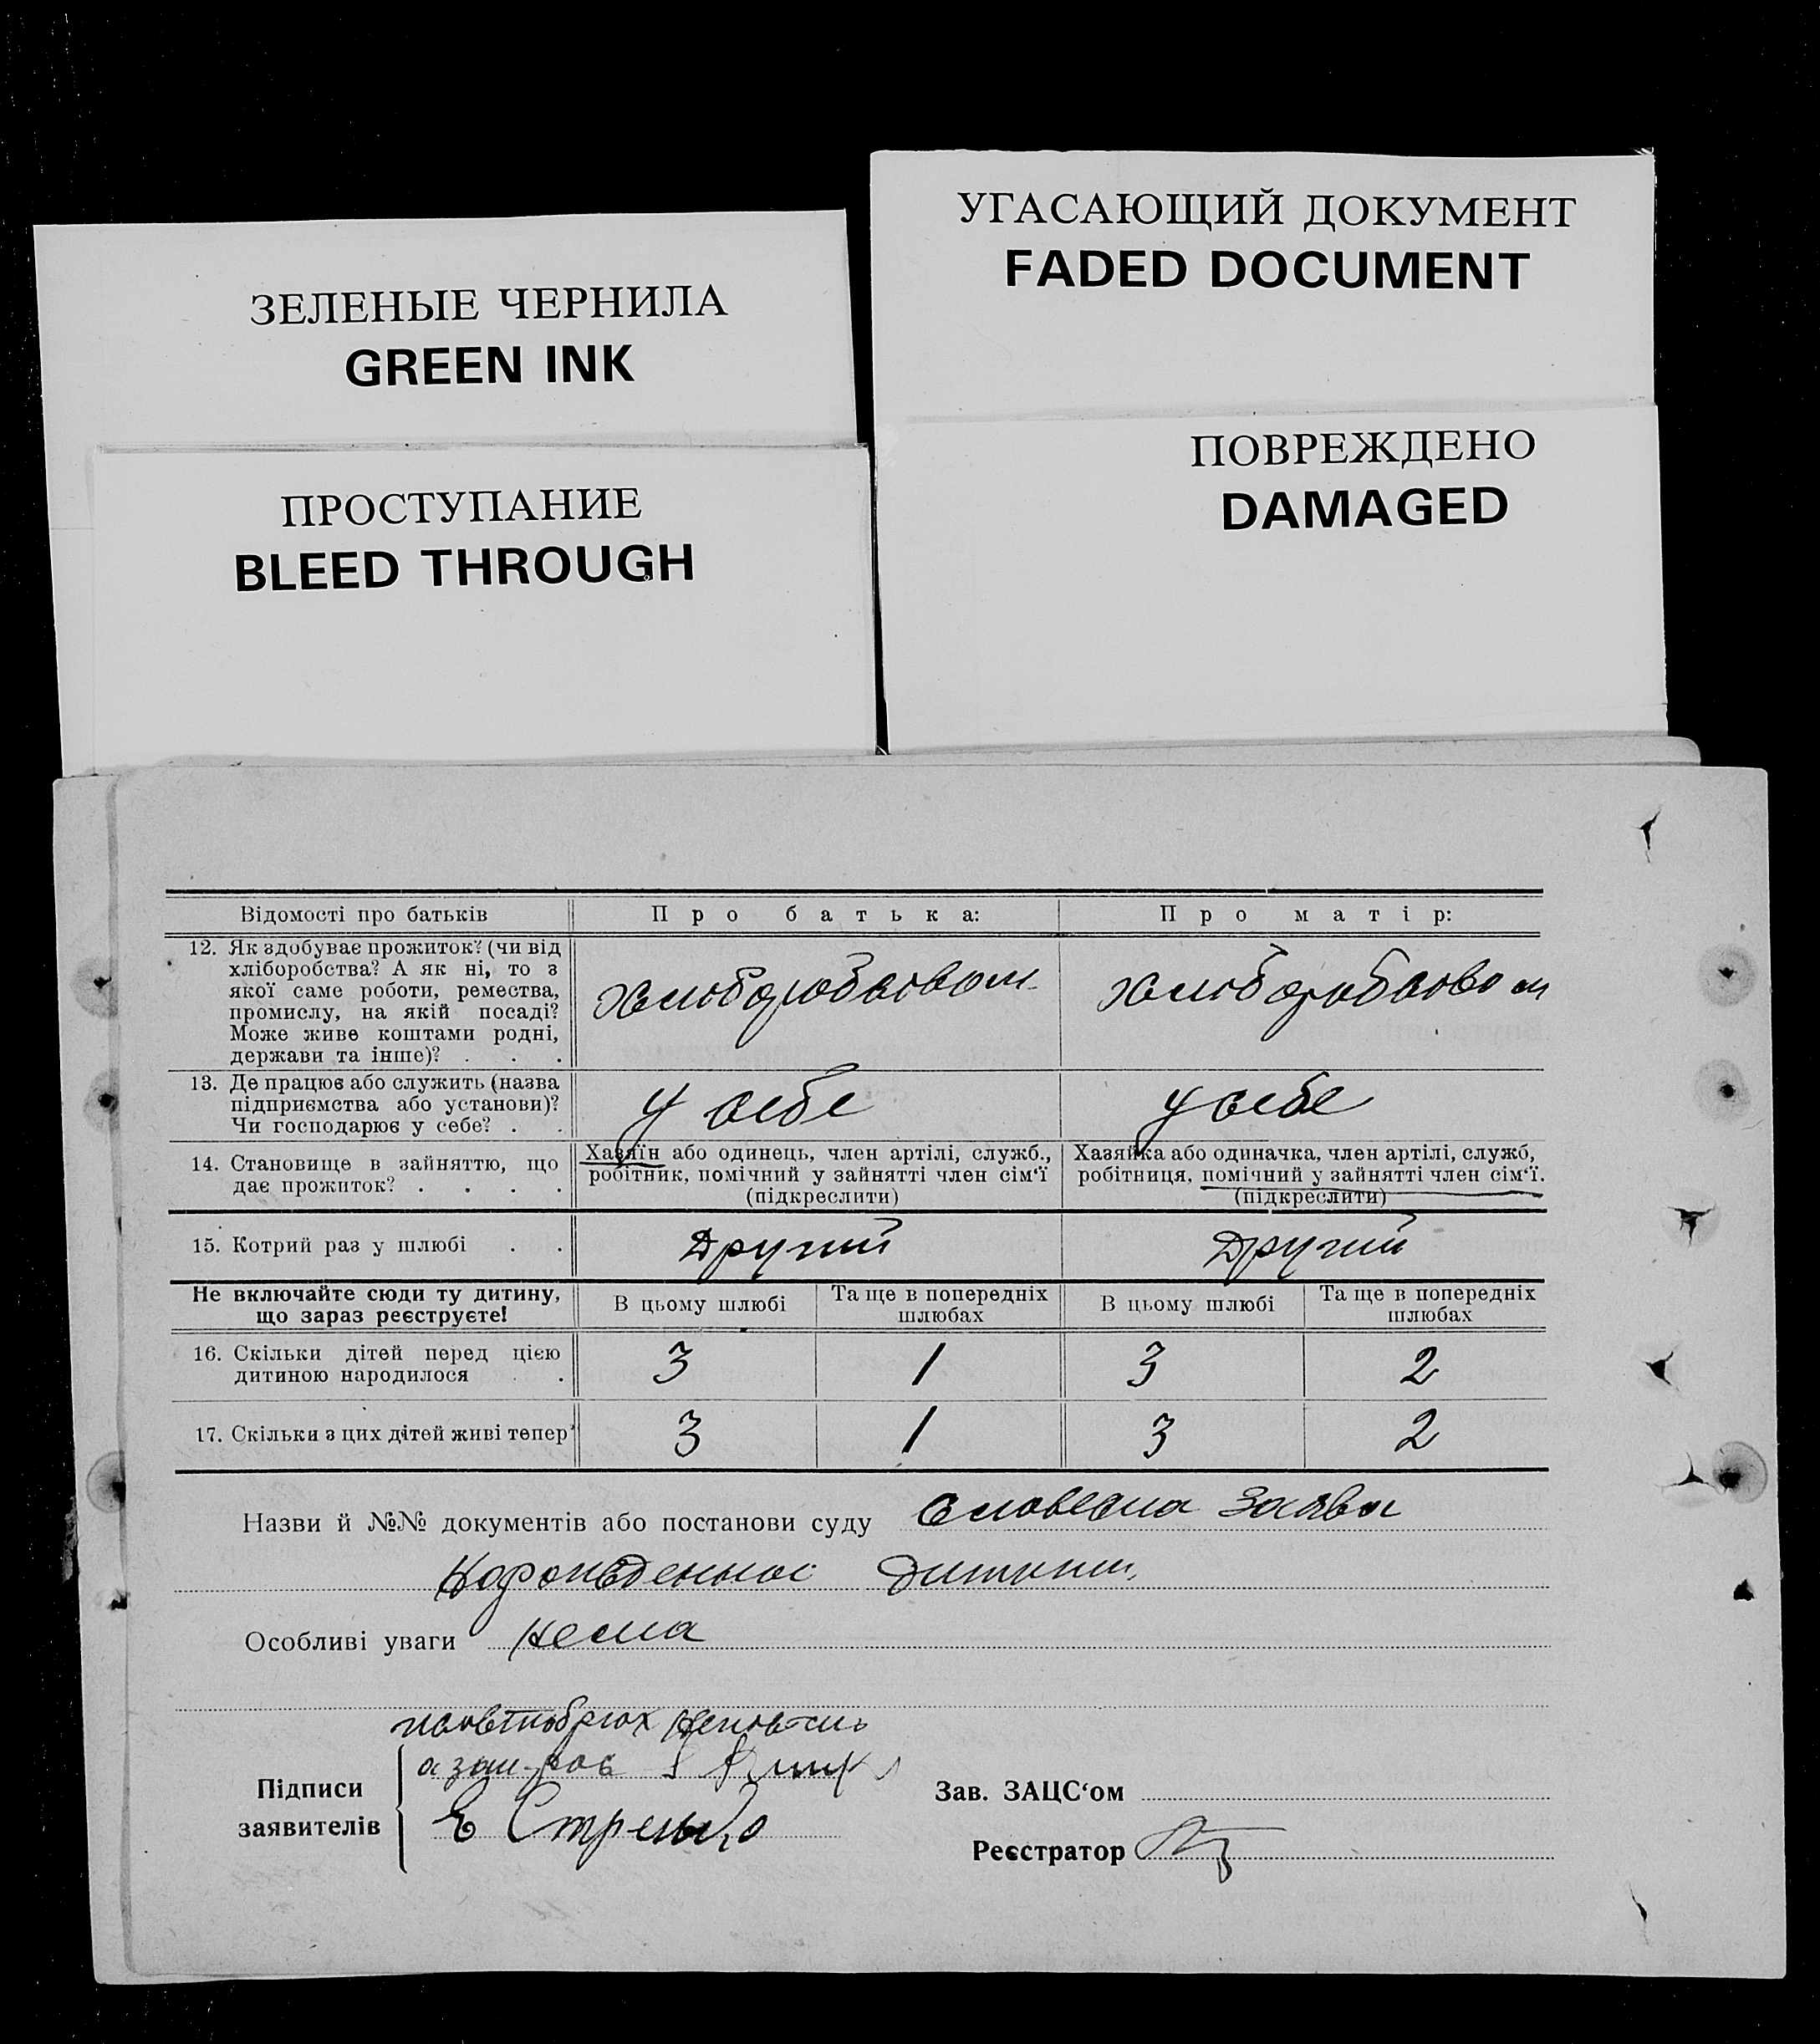 УГАСАЮЩИЙ ДОКУМЕНТ
FADED DOCUMENT
ЗЕЛЕНЫЕ ЧЕРНИЛА
GREEN INK
ПОВРЕЖДЕНО
DAMAGED
ПРОСТУПАНИЕ
BLEED THROUGH
Відомості про батьків
Про батька:
Про матір:
12. Як здобуває прожиток? (чи від
хліборобства? А як ні, то з
якої саме роботи, ремества,
промислу, на якій посаді?
Може живе коштами родні,
держави та інше)? . . .
13. Де працює або служить (назва
підприємства або установи)?
Чи господарює у себе? . .
у себе
у себе
14. Становище в зайняттю, що
дає прожиток? . . . .
Хазяїн або одинець, член артілі, служб.,
робітник, помічний у зайнятті член сім‘ї
(підкреслити)
Хазяйка або одиначка, член артілі, служб,
робітниця, помічний у зайнятті член сім‘ї.
(підкреслити)
15. Котрий раз у шлюбі . .
Другий
Другий
Не включайте сюди ту дитину,
що зараз реєструєте!
В цьому шлюбі
Та ще в попередніх
шлюбах
В цьому шлюбі
Та ще в попередніх
шлюбах
16. Скільки дітей перед цією
дитиною народилося .
3
1
3
2
17. Скільки з цих дітей живі тепер?
3
1
3
2
Назви й №№ документів або постанови суду Словесна заява
дитини
Особливі уваги Нема
Підписи
заявителів
Зав. ЗАЦС‘ом
Реєстратор